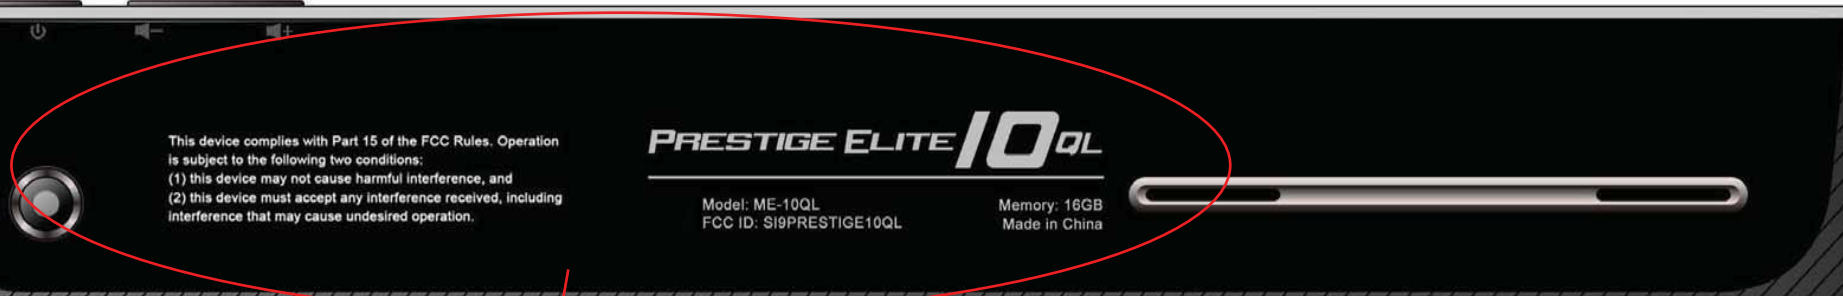 This device complies with Part 15 of the FCC Rules. Operation
is subject to the following two conditions:
(1) this device may not cause harmful interference, and
(2) this device must accept any interference received, including
interference that may cause undesired operation.
PRESTIGE ELITE 10QL
Model: ME-10QL
FCC ID: SI9PRESTIGE10QL
Memory: 16GB
Made in China